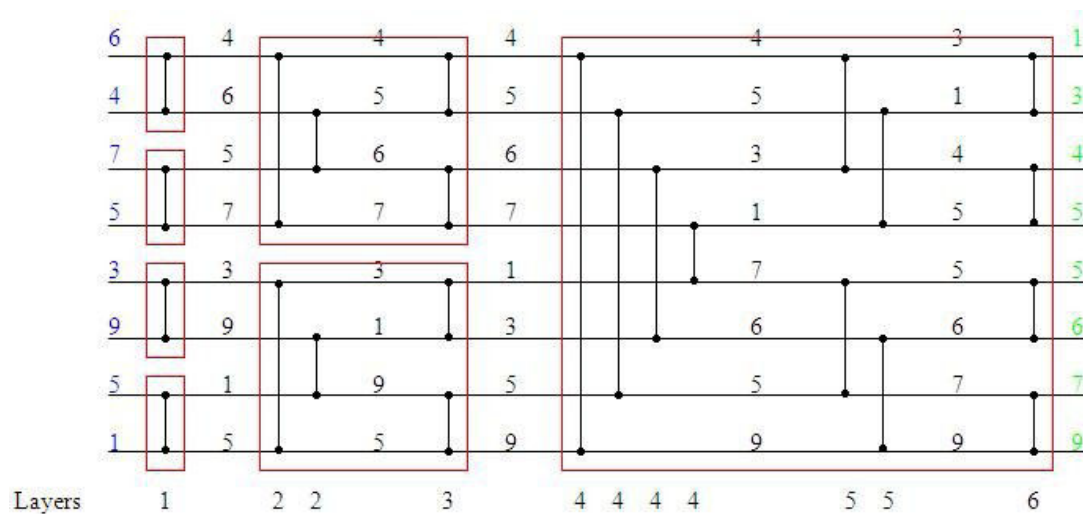 6 4 4 4 4 3 1
4 6 5 5 5 1 3
7 5 6 6 3 4 4
5 7 7 7 1 5 5
3 3 3 1 7 5 5
9 9 1 3 6 6 6
5 1 9 5 5 7 7
1 5 5 9 9 9 9
Layers 1 2 2 3 4 4 4 4 5 5 6